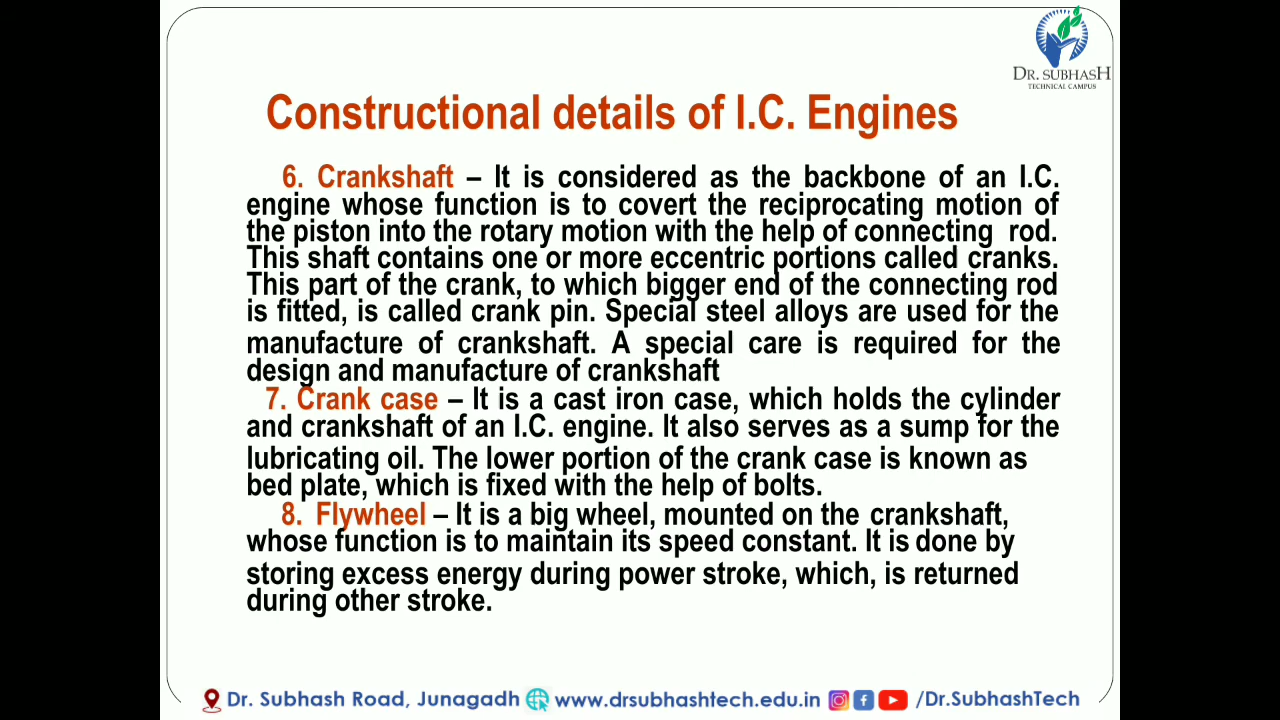 DR. SUBHASH
TECHNICAL CAMPUS
Constructional details of I.C. Engines
6. Crankshaft – It is considered as the backbone of an I.C.
engine whose function is to covert the reciprocating motion of
the piston into the rotary motion with the help of connecting rod.
This shaft contains one or more eccentric portions called cranks.
This part of the crank, to which bigger end of the connecting rod
is fitted, is called crank pin. Special steel alloys are used for the
manufacture of crankshaft. A special care is required for the
design and manufacture of crankshaft
7. Crank case – It is a cast iron case, which holds the cylinder
and crankshaft of an I.C. engine. It also serves as a sump for the
lubricating oil. The lower portion of the crank case is known as
bed plate, which is fixed with the help of bolts.
8. Flywheel – It is a big wheel, mounted on the crankshaft,
whose function is to maintain its speed constant. It is done by
storing excess energy during power stroke, which, is returned
during other stroke.
Dr. Subhash Road, Junagadh www.drsubhashtech.edu.in /Dr.SubhashTech